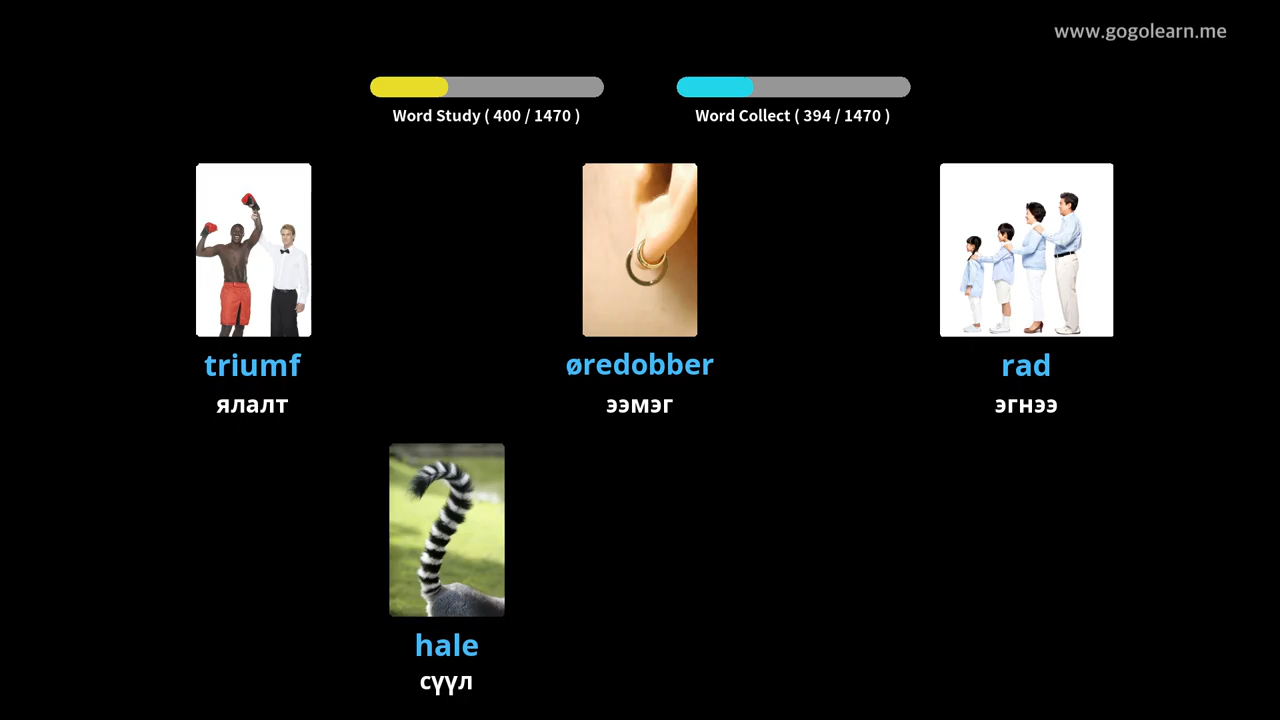 www.gogolearn.me
Word Study ( 400 / 1470 )
Word Collect ( 394 / 1470 )
triumf
ялалт
øredobber
ээмэг
rad
эгнээ
hale
сүүл